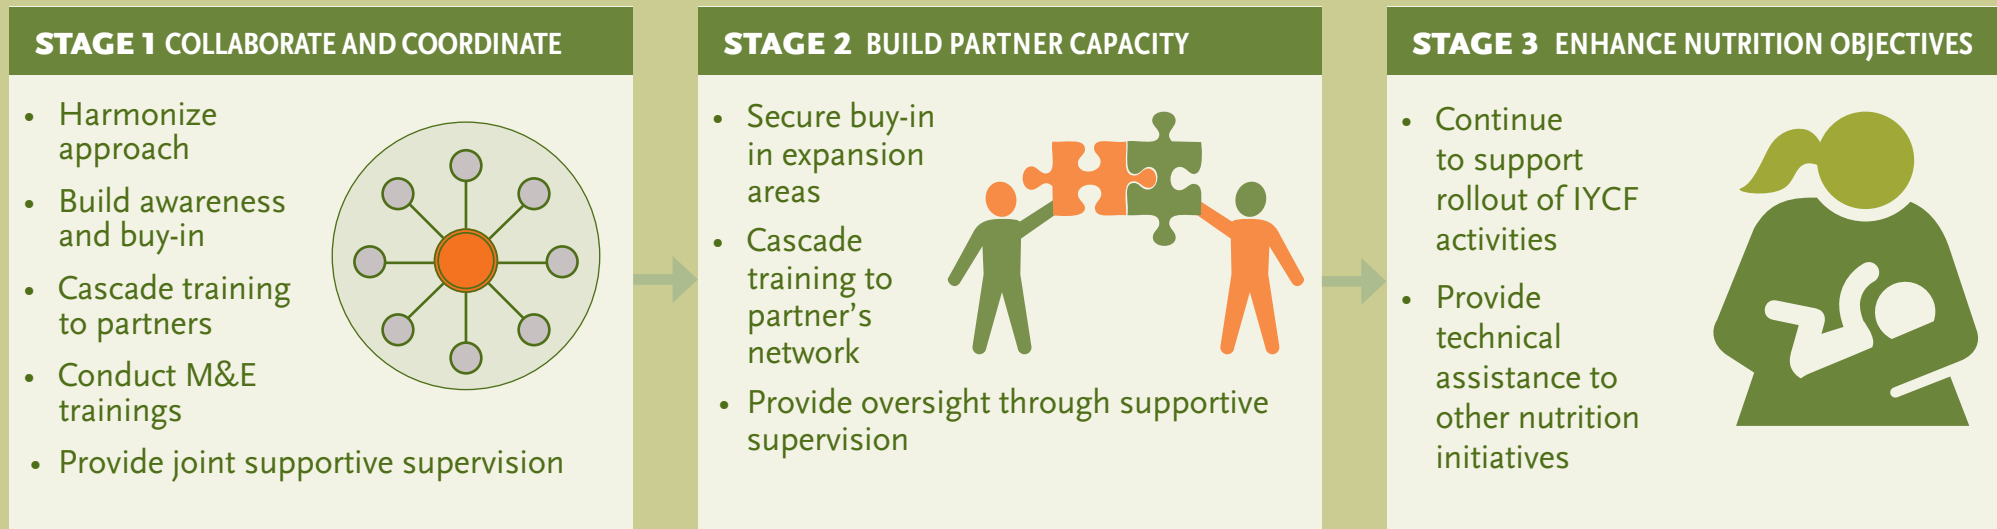 STAGE 1 COLLABORATE AND COORDINATE
• Harmonize
approach
• Build awareness
and buy-in
• Cascade training
to partners
• Conduct M&E
trainings
• Provide joint supportive supervision
STAGE 2 BUILD PARTNER CAPACITY
• Secure buy-in
in expansion
areas
• Cascade
training to
partner’s
network
• Provide oversight through supportive
supervision
STAGE 3 ENHANCE NUTRITION OBJECTIVES
• Continue
to support
rollout of IYCF
activities
• Provide
technical
assistance to
other nutrition
initiatives